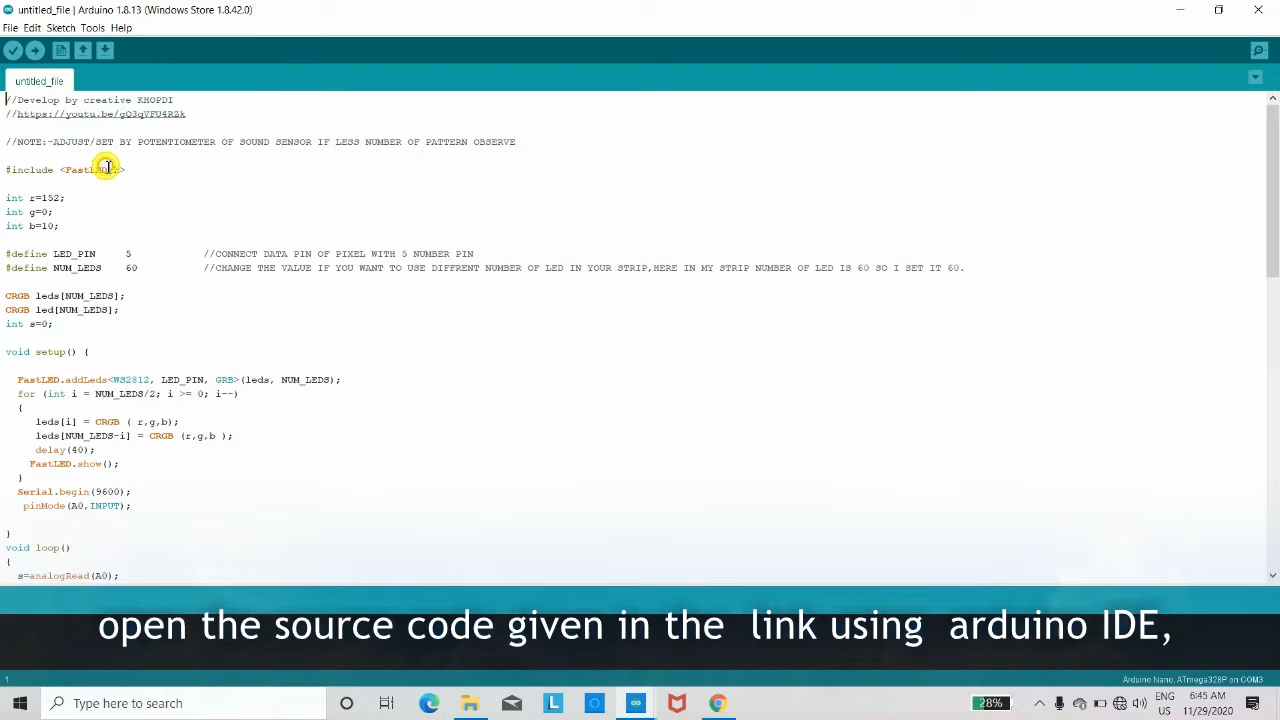 untitled_file | Arduino 1.8.13 (Windows Store 1.8.42.0)
File Edit Sketch Tools Help
untitled_file
//Develop by creative KHOPDI
//https://youtu.be/gQ3qVFU4RZk
//NOTE:-ADJUST/SET BY POTENTIOMETER OF SOUND SENSOR IF LESS NUMBER OF PATTERN OBSERVE
#include
int r=152;
int g=0;
int b=10;
#define LED_PIN 5 //CONNECT DATA PIN OF PIXEL WITH 5 NUMBER PIN
#define NUM_LEDS 60 //CHANGE THE VALUE IF YOU WANT TO USE DIFFRENT NUMBER OF LED IN YOUR STRIP,HERE IN MY STRIP NUMBER OF LED IS 60 SO I SET IT 60.
CRGB leds[NUM_LEDS];
CRGB led[NUM_LEDS];
int s=0;
void setup() {
FastLED.addLeds<WS2812, LED_PIN, GRB>(leds, NUM_LEDS);
for (int i = NUM_LEDS/2; i >= 0; i--)
{
leds[i] = CRGB ( r,g,b);
leds[NUM_LEDS-i] = CRGB (r,g,b );
delay(40);
FastLED.show();
}
Serial.begin(9600);
pinMode(A0,INPUT);
}
void loop()
{
s=analogRead(A0);
open the source code given in the link using arduino IDE,
1
Arduino Nano, ATmega328P on COM3
Type here to search
L
28%
ENG
US
6:45 AM
11/29/2020